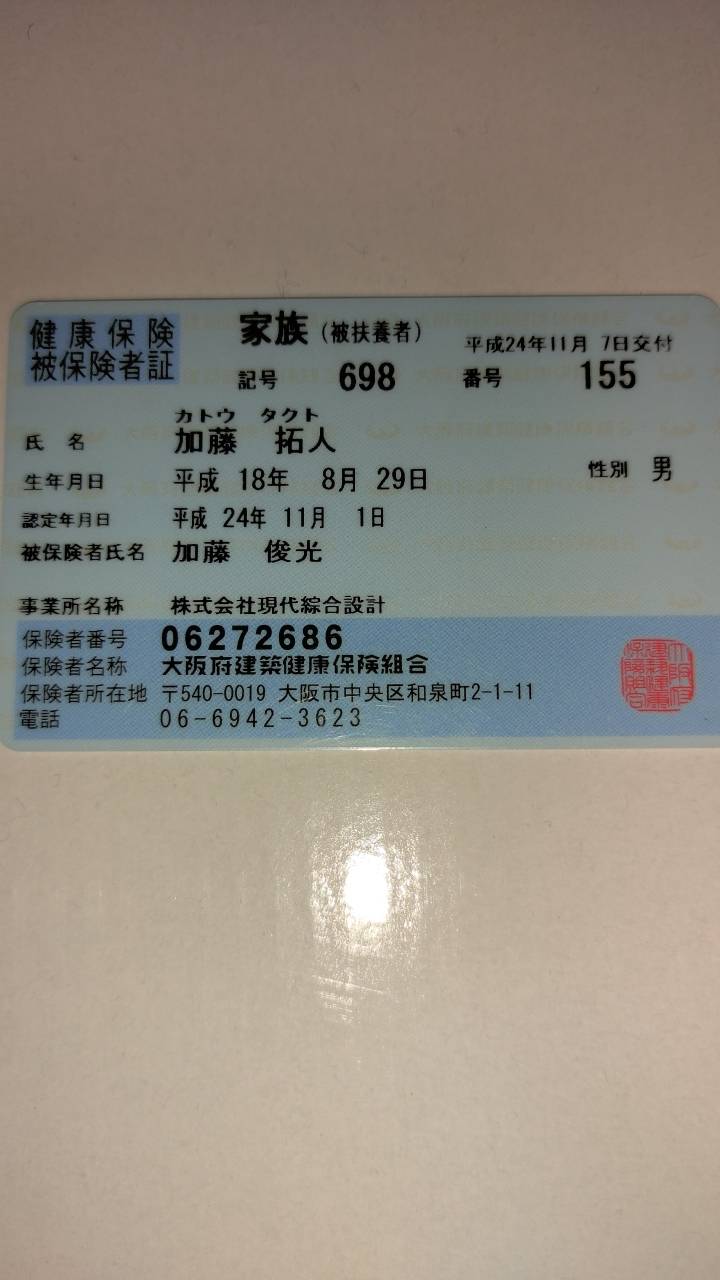 健康保険 家族(被扶養者) 平成24年11月 7日交付
被保険者証 記号 698 番号 155
カトウ タクト
氏名 加藤 拓人
生年月日 平成 18年 8月 29日 性別 男
認定年月日 平成 24年 11月 1日
被保険者氏名 加藤 俊光
事業所名称 株式会社現代綜合設計
保険者番号 06272686
保険者名称 大阪府建築健康保険組合
保険者所在地 〒540-0019 大阪市中央区和泉町2-1-11
電話 06-6942-3623